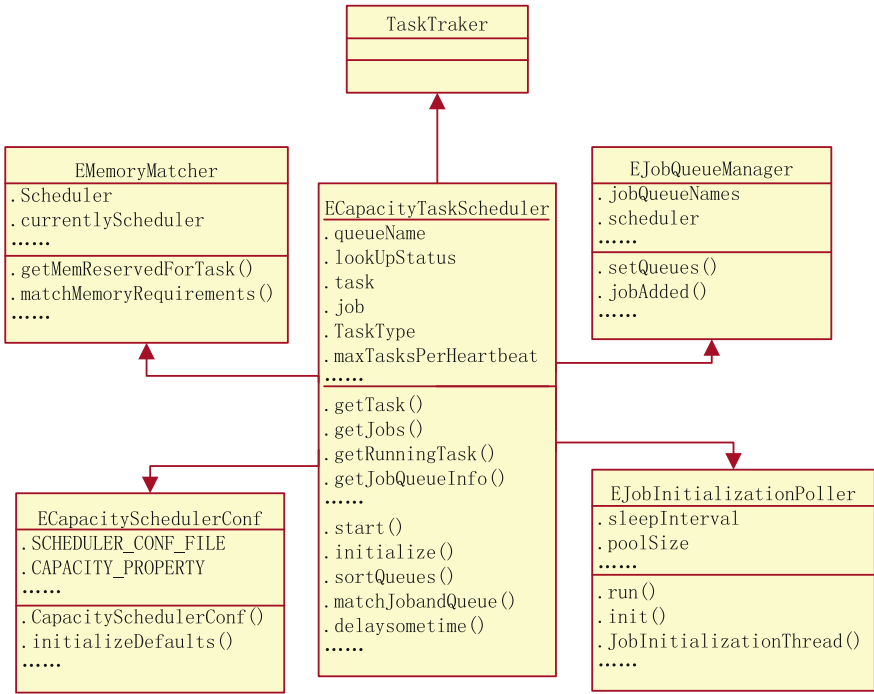 TaskTraker
EMemoryMatcher
.Scheduler
.currentlyScheduler
......
.getMemReservedForTask()
.matchMemoryRequirements()
......
ECapacityTaskScheduler
.queueName
.lookUpStatus
.task
.job
.TaskType
.maxTasksPerHeartbeat
......
.getTask()
.getJobs()
.getRunningTask()
.getJobQueueInfo()
......
.start()
.initialize()
.sortQueues()
.matchJobandQueue()
.delaysometime()
......
EJobQueueManager
.jobQueueNames
.scheduler
......
.setQueues()
.jobAdded()
......
ECapacitySchedulerConf
.SCHEDULER_CONF_FILE
.CAPACITY_PROPERTY
......
.CapacitySchedulerConf()
.initializeDefaults()
......
EJobInitializationPoller
.sleepInterval
.poolSize
......
.run()
.init()
.JobInitializationThread()
......